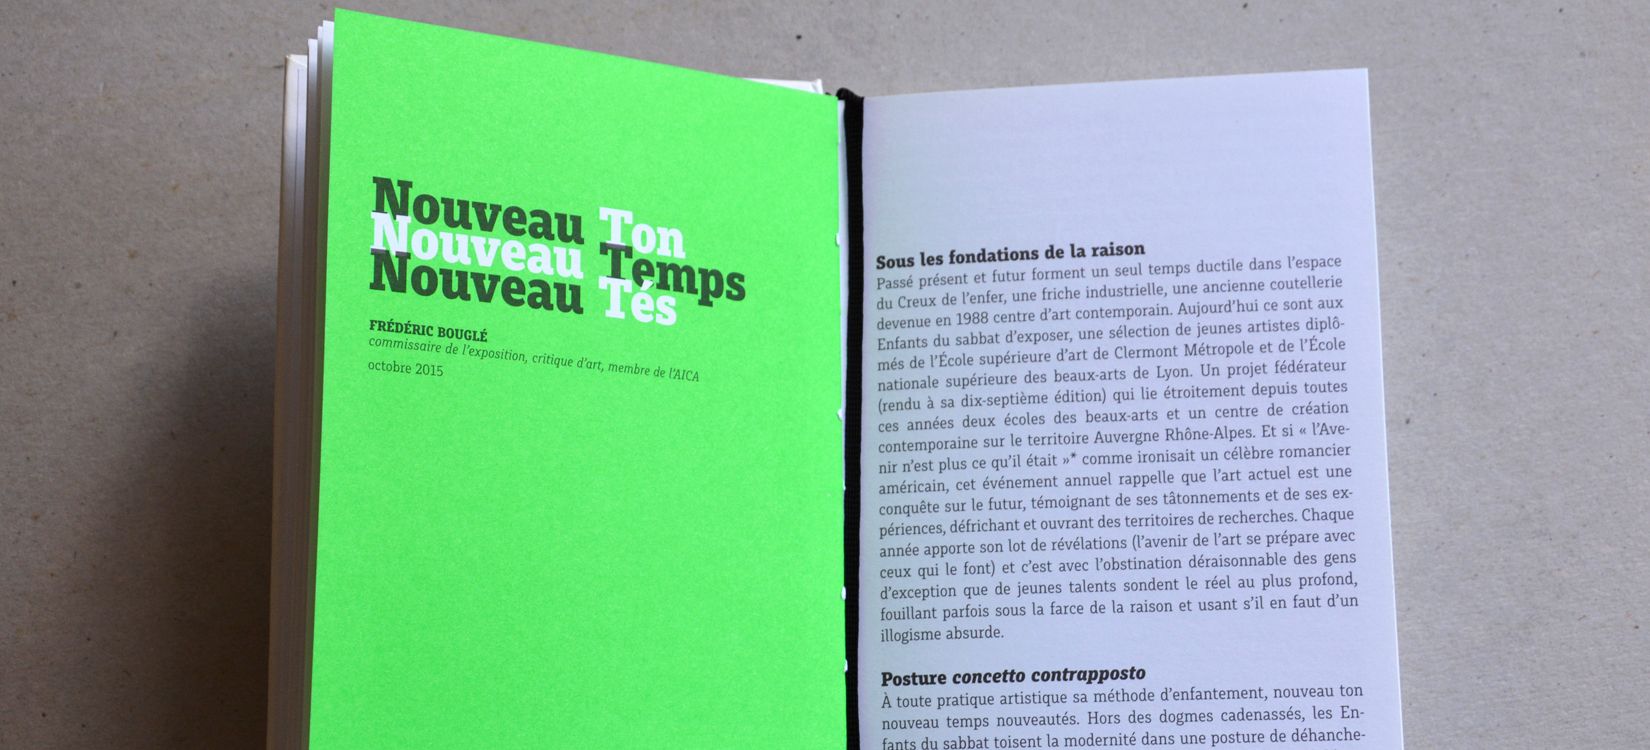 Nouveau Ton
Nouveau Temps
Nouveau Tés
FRÉDÉRIC BOUGLÉ
commissaire de l'exposition, critique d'art, membre de l'AICA
octobre 2015
Sous les fondations de la raison
Passé présent et futur forment un seul temps ductile dans l'espace
du Creux de l'enfer, une friche industrielle, une ancienne coutellerie
devenue en 1988 centre d'art contemporain. Aujourd'hui ce sont aux
Enfants du sabbat d'exposer, une sélection de jeunes artistes diplô-
més de l'École supérieure d'art de Clermont Métropole et de l'École
nationale supérieure des beaux-arts de Lyon. Un projet fédérateur
(rendu à sa dix-septième édition) qui lie étroitement depuis toutes
ces années deux écoles des beaux-arts et un centre de création
contemporaine sur le territoire Auvergne Rhône-Alpes. Et si « l'Ave-
nir n'est plus ce qu'il était »* comme ironisait un célèbre romancier
américain, cet événement annuel rappelle que l'art actuel est une
conquête sur le futur, témoignant de ses tâtonnements et de ses ex-
périences, défrichant et ouvrant des territoires de recherches. Chaque
année apporte son lot de révélations (l'avenir de l'art se prépare avec
ceux qui le font) et c'est avec l'obstination déraisonnable des gens
d'exception que de jeunes talents sondent le réel au plus profond,
fouillant parfois sous la farce de la raison et usant s'il en faut d'un
illogisme absurde.
Posture concetto contrapposto
À toute pratique artistique sa méthode d'enfantement, nouveau ton
nouveau temps nouveautés. Hors des dogmes cadenassés, les En-
fants du sabbat toisent la modernité dans une posture de déhanche-